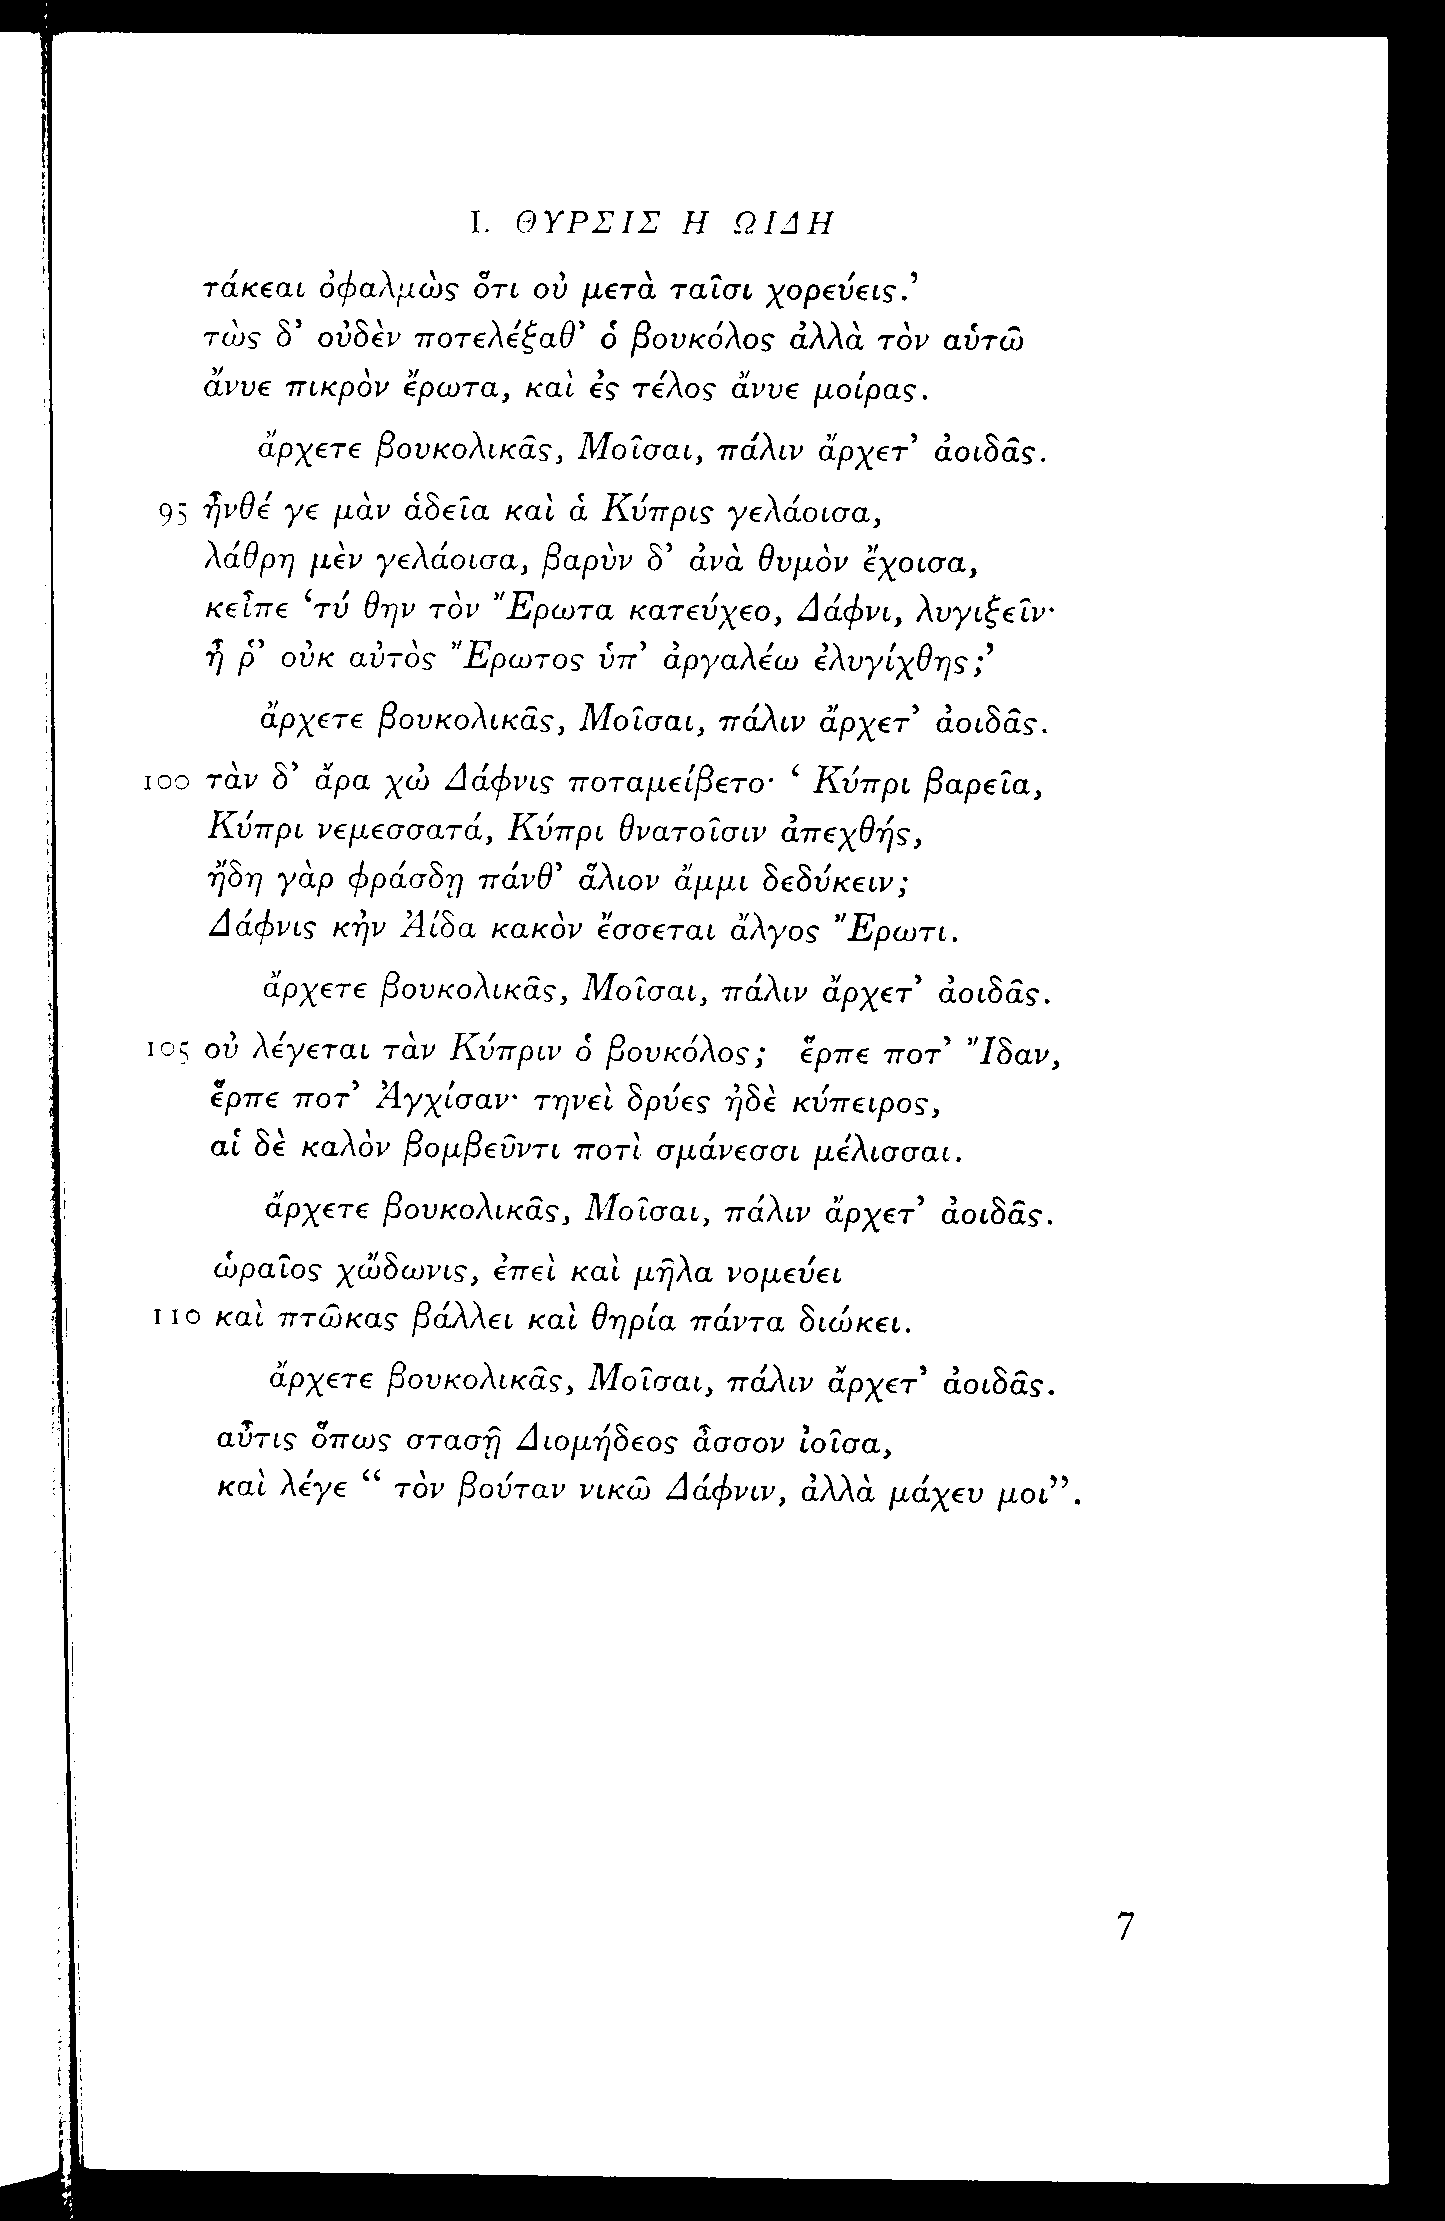 I. ΘΥΡΣΙΣ Η ΩΙΔΗ
τάκεαι ὀφαλμὼς ὅτι οὐ μετὰ ταῖσι χορεύεις.’
τὼς δ’ οὐδὲν ποτελέξαθ’ ὁ βουκόλος ἀλλὰ τὸν αὑτῶ
ἄνυε πικρὸν ἔρωτα, καὶ ἐς τέλος ἄνυε μοίρας.
ἄρχετε βουκολικᾶς, Μοῖσαι, πάλιν ἄρχετ’ ἀοιδᾶς.
95 ἦνθέ γε μὰν ἁδεῖα καὶ ἁ Κύπρις γελάοισα,
λάθρη μὲν γελάοισα, βαρὺν δ’ ἀνὰ θυμὸν ἔχοισα,
κεἶπε ‘τύ θην τὸν Ἔρωτα κατεύχεο, Δάφνι, λυγιξεῖν·
ἦ ῥ’ οὐκ αὐτὸς Ἔρωτος ὑπ’ ἀργαλέω ἐλυγίχθης;’
ἄρχετε βουκολικᾶς, Μοῖσαι, πάλιν ἄρχετ’ ἀοιδᾶς.
100 τὰν δ’ ἄρα χὠ Δάφνις ποταμείβετο· ‘ Κύπρι βαρεῖα,
Κύπρι νεμεσσατά, Κύπρι θνατοῖσιν ἀπεχθής,
ἤδη γὰρ φράσδῃ πάνθ’ ἅλιον ἄμμι δεδύκειν;
Δάφνις κἠν Ἀίδα κακὸν ἔσσεται ἄλγος Ἔρωτι.
ἄρχετε βουκολικᾶς, Μοῖσαι, πάλιν ἄρχετ’ ἀοιδᾶς.
105 οὐ λέγεται τὰν Κύπριν ὁ βουκόλος; ἕρπε ποτ’ Ἴδαν,
ἕρπε ποτ’ Ἀγχίσαν· τηνεὶ δρύες ἠδὲ κύπειρος,
αἱ δὲ καλὸν βομβεῦντι ποτὶ σμάνεσσι μέλισσαι.
ἄρχετε βουκολικᾶς, Μοῖσαι, πάλιν ἄρχετ’ ἀοιδᾶς.
ὡραῖος χὤδωνις, ἐπεὶ καὶ μῆλα νομεύει
110 καὶ πτῶκας βάλλει καὶ θηρία πάντα διώκει.
ἄρχετε βουκολικᾶς, Μοῖσαι, πάλιν ἄρχετ’ ἀοιδᾶς.
αὖτις ὅπως στασῇ Διομήδεος ἆσσον ἰοῖσα,
καὶ λέγε “ τὸν βούταν νικῶ Δάφνιν, ἀλλὰ μάχευ μοι”.
7